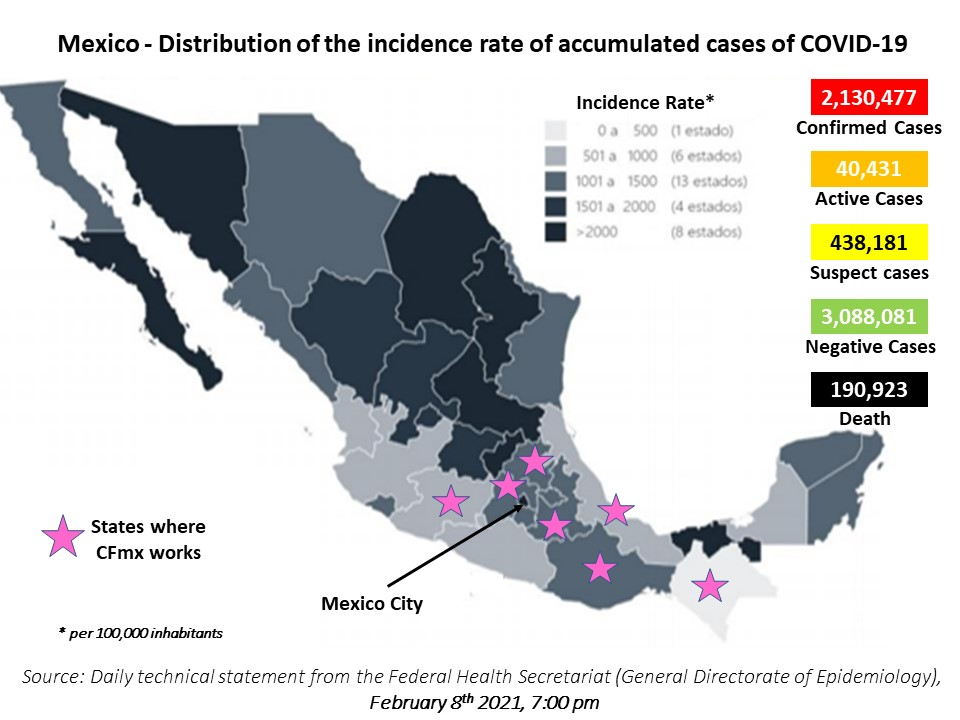 Mexico - Distribution of the incidence rate of accumulated cases of COVID-19
Incidence Rate*
0 a 500 (1 estado)
501 a 1000 (6 estados)
1001 a 1500 (13 estados)
1501 a 2000 (4 estados)
>2000 (8 estados)
2,130,477
Confirmed Cases
40,431
Active Cases
438,181
Suspect cases
3,088,081
Negative Cases
190,923
Death
States where
CFmx works
Mexico City
* per 100,000 inhabitants
Source: Daily technical statement from the Federal Health Secretariat (General Directorate of Epidemiology),
February 8th 2021, 7:00 pm